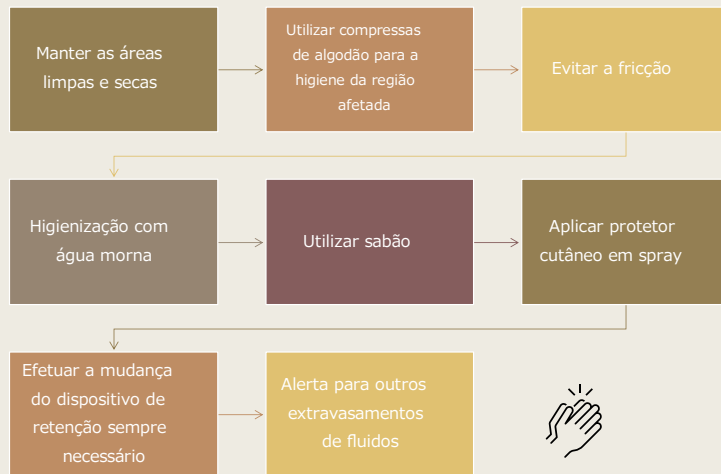 Manter as áreas
limpas e secas
Utilizar compressas
de algodão para a
higiene da região
afetada
Evitar a fricção
Higienização com
água morna
Utilizar sabão
Aplicar protetor
cutâneo em spray
Efetuar a mudança
do dispositivo de
retenção sempre
necessário
Alerta para outros
extravasamentos
de fluidos